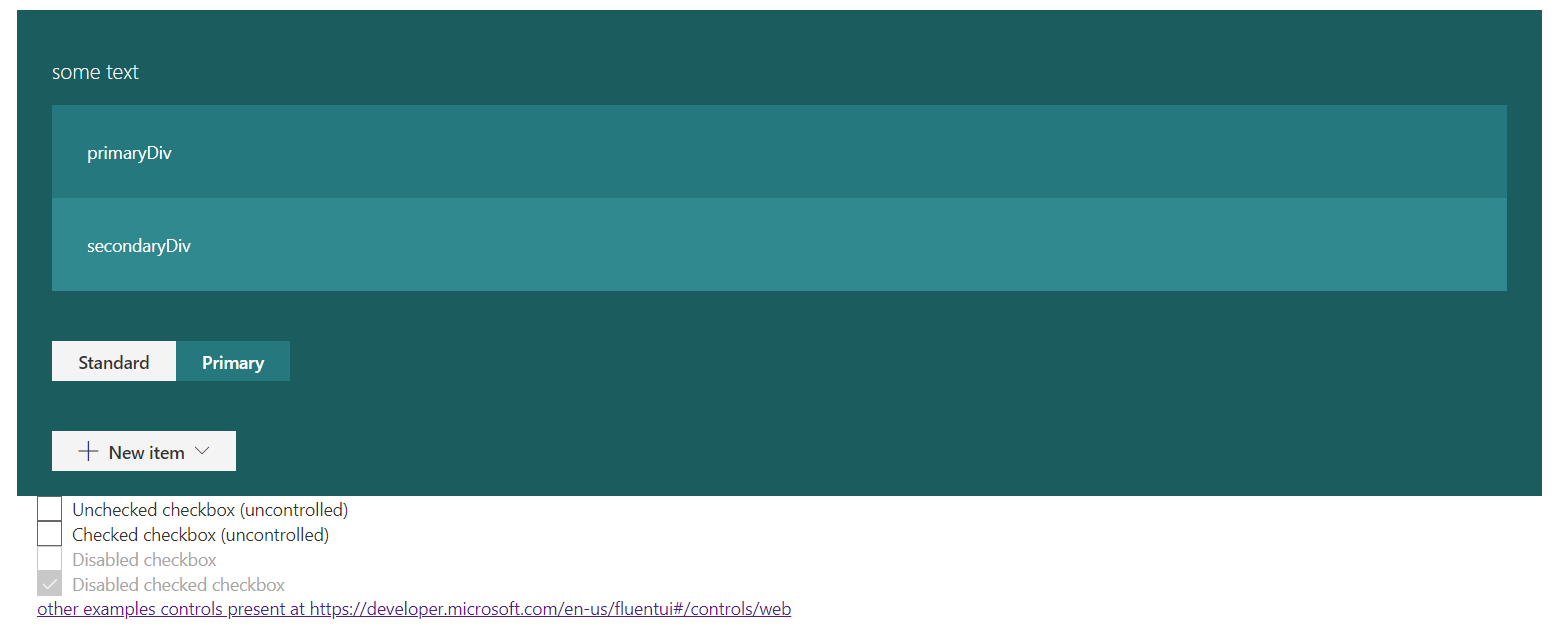 some text
primaryDiv
secondaryDiv
Standard Primary
New item
Unchecked checkbox (uncontrolled)
Checked checkbox (uncontrolled)
Disabled checkbox
Disabled checked checkbox
other examples controls present at https://developer.microsoft.com/en-us/fluentui#/controls/web